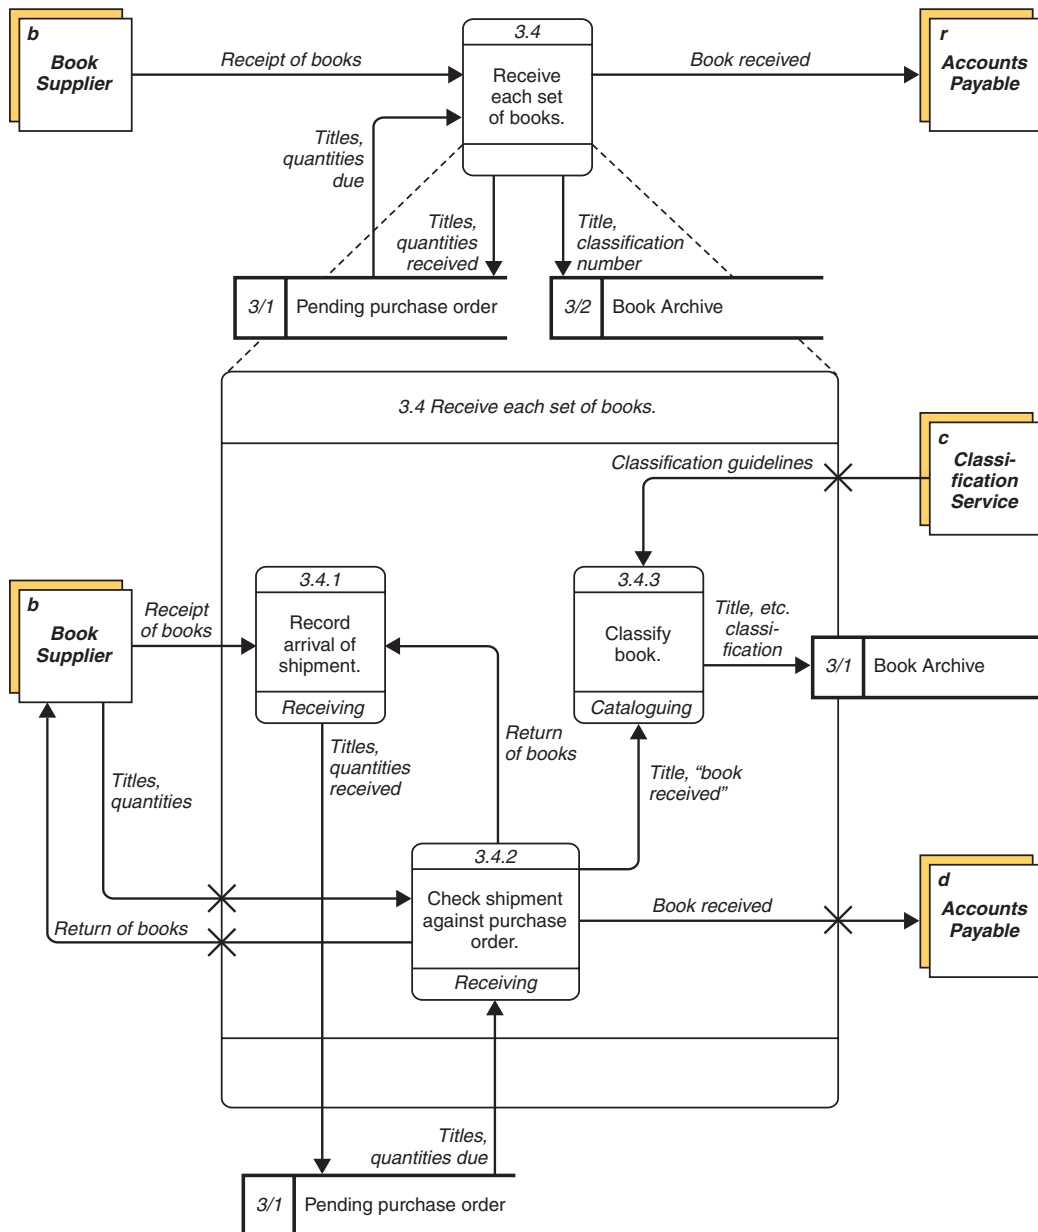 b
Book
Supplier
Receipt of books
3.4
Receive
each set
of books.
Book received
r
Accounts
Payable
Titles,
quantities
due
Titles,
quantities
received
Title,
classification
number
3/1
Pending purchase order
3/2
Book Archive
3.4 Receive each set of books.
Classification guidelines
c
Classi-
fication
Service
b
Book
Supplier
Receipt
of books
3.4.1
Record
arrival of
shipment.
Receiving
3.4.3
Classify
book.
Cataloguing
Title, etc.
classi-
fication
3/1
Book Archive
Titles,
quantities
Titles,
quantities
received
Return
of books
Title, “book
received”
3.4.2
Check shipment
against purchase
order.
Receiving
Return of books
Book received
d
Accounts
Payable
Titles,
quantities due
3/1
Pending purchase order